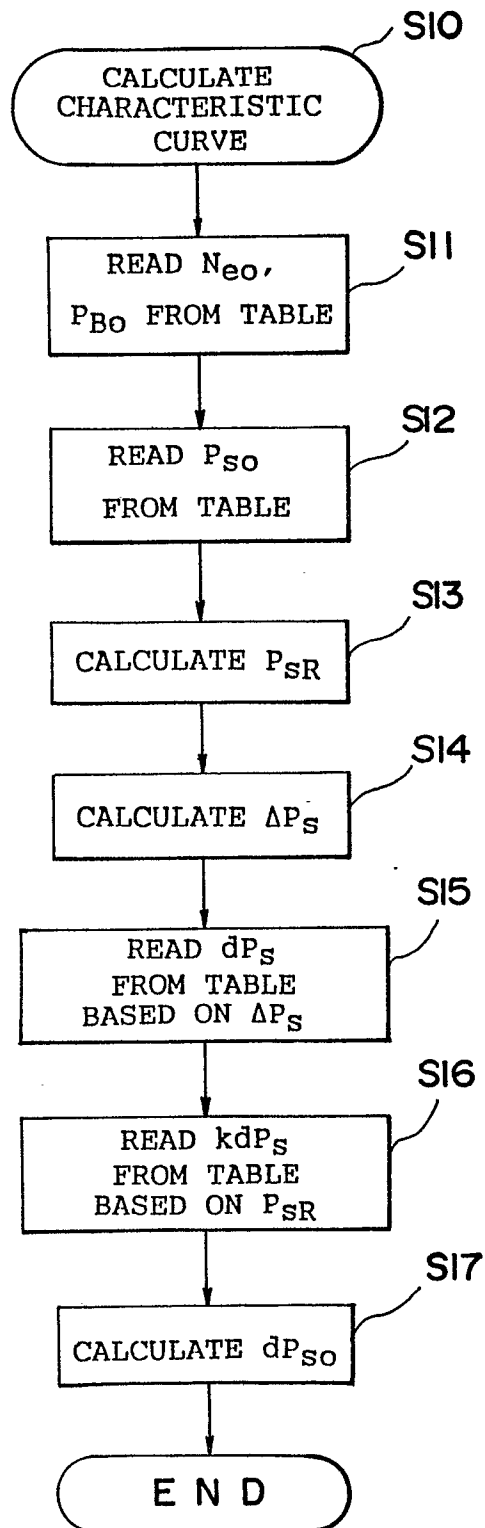 S10
CALCULATE
CHARACTERISTIC
CURVE
S11
READ Neo,
PBo FROM TABLE
S12
READ Pso
FROM TABLE
S13
CALCULATE PsR
S14
CALCULATE ΔPs
S15
READ dPs
FROM TABLE
BASED ON ΔPs
S16
READ kdPs
FROM TABLE
BASED ON PsR
S17
CALCULATE dPso
END